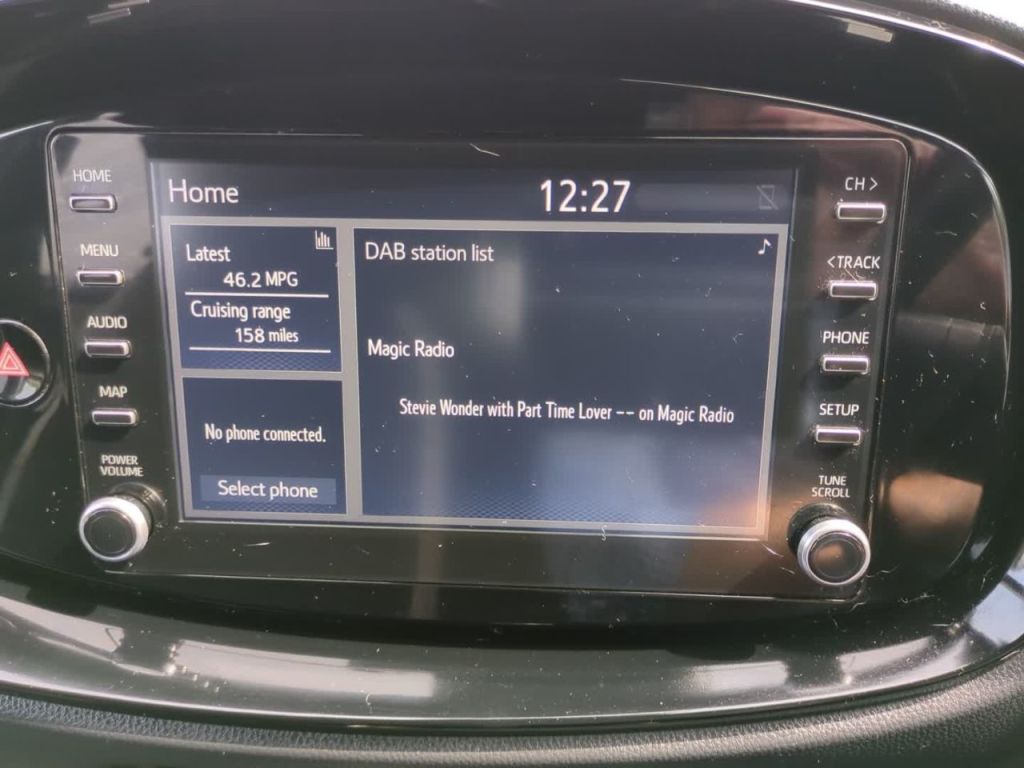 HOME
MENU
AUDIO
MAP
POWER
VOLUME
Home
12:27
Latest
46.2 MPG
Cruising range
158 miles
No phone connected.
Select phone
DAB station list
Magic Radio
Stevie Wonder with Part Time Lover -- on Magic Radio
CH >
<TRACK
PHONE
SETUP
TUNE
SCROLL